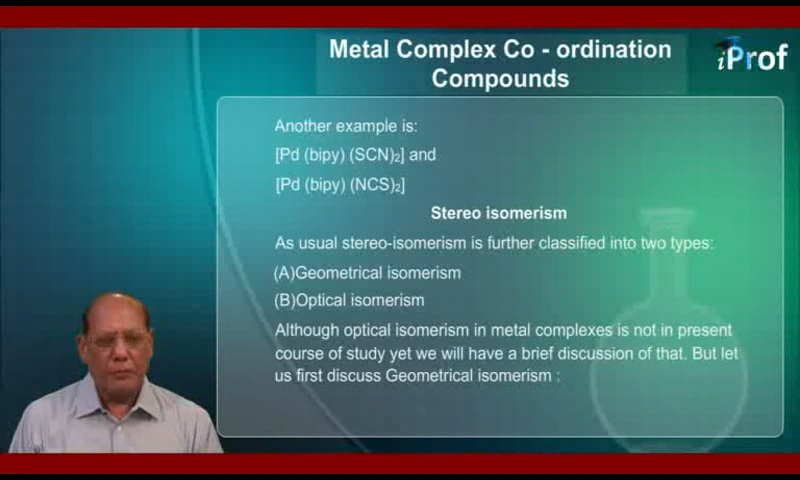 Metal Complex Co - ordination
Compounds
iProf
Another example is:
[Pd (bipy) (SCN)₂] and
[Pd (bipy) (NCS)₂]
Stereo isomerism
As usual stereo-isomerism is further classified into two types:
(A)Geometrical isomerism
(B)Optical isomerism
Although optical isomerism in metal complexes is not in present
course of study yet we will have a brief discussion of that. But let
us first discuss Geometrical isomerism :